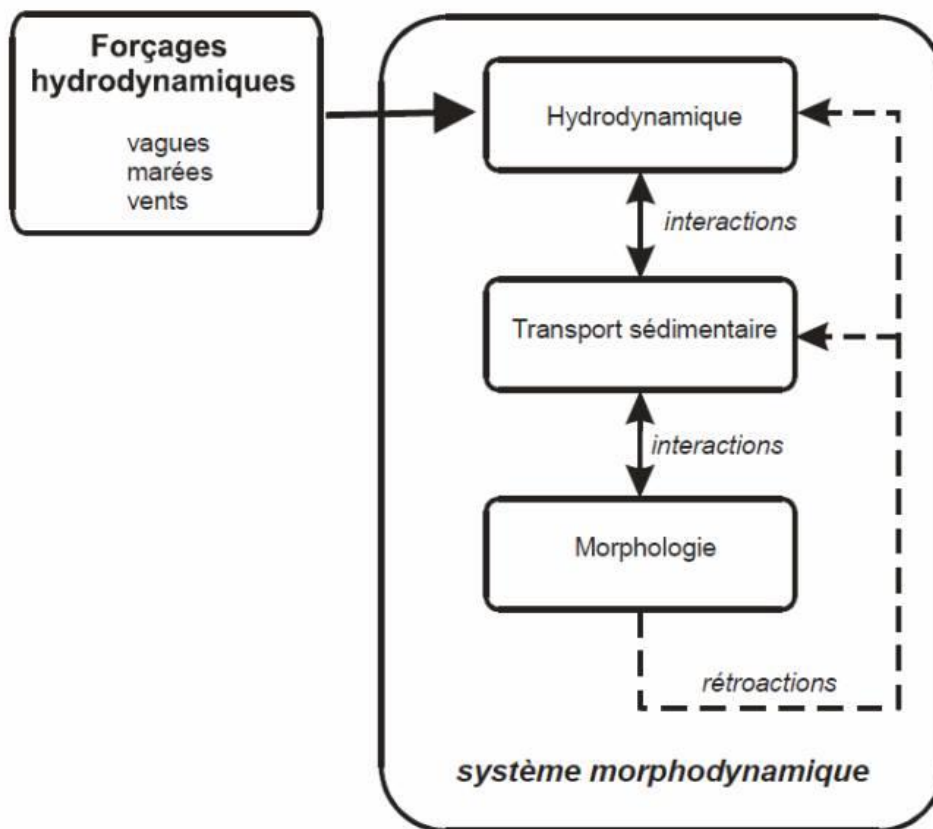 Forçages
hydrodynamiques
vagues
marées
vents
Hydrodynamique
interactions
Transport sédimentaire
interactions
Morphologie
rétroactions
système morphodynamique